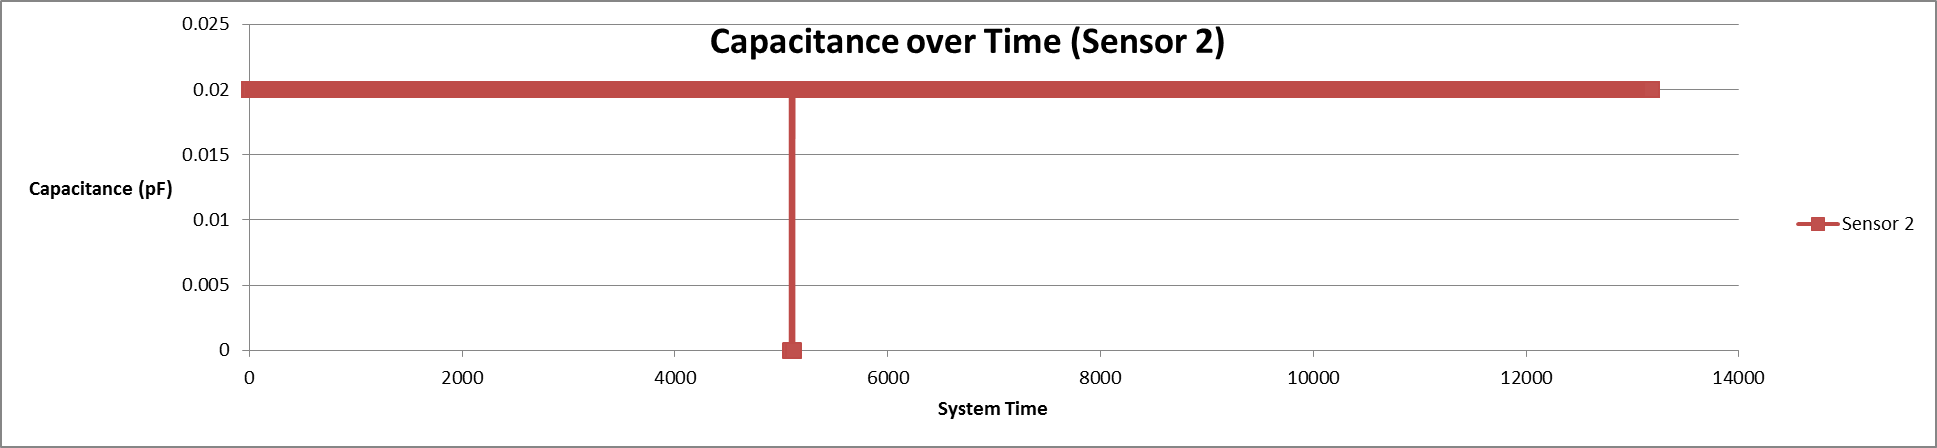 Capacitance over Time (Sensor 2)
0.025
0.02
0.015
Capacitance (pF)
0.01
0.005
0
0 2000 4000 6000 8000 10000 12000 14000
System Time
Sensor 2